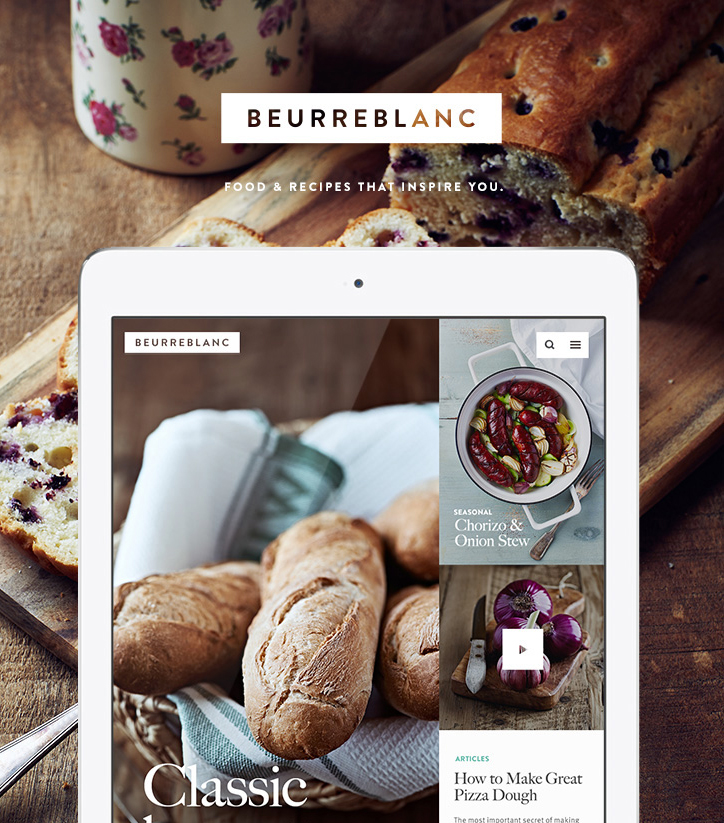 BEURREBLANC
FOOD & RECIPES THAT INSPIRE YOU.
BEURREBLANC
SEASONAL
Chorizo &
Onion Stew
Classic
ARTICLES
How to Make Great
Pizza Dough
The most important secret of making